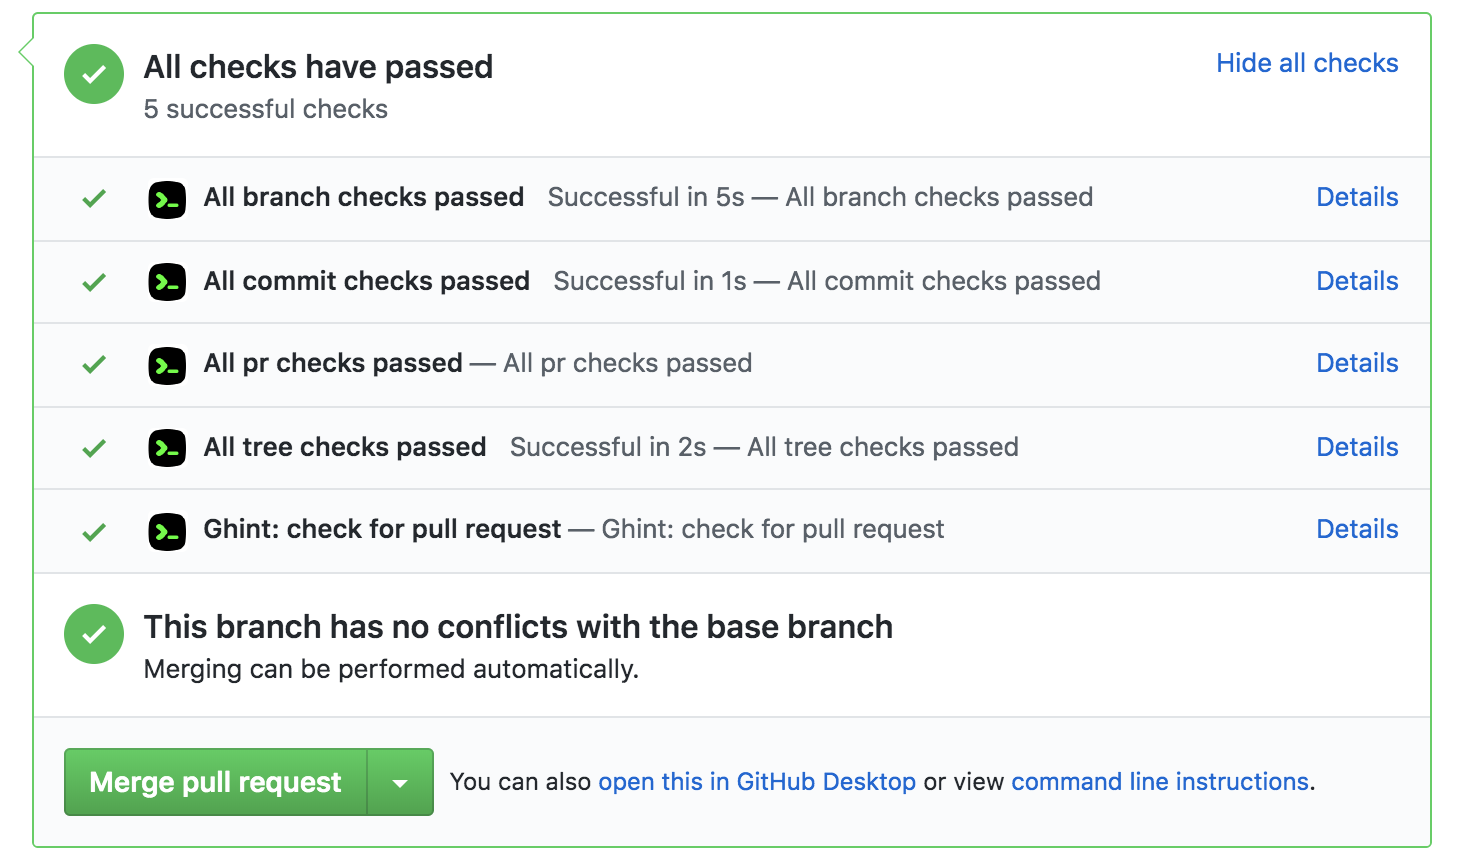 All checks have passed
Hide all checks
5 successful checks
All branch checks passed Successful in 5s — All branch checks passed Details
All commit checks passed Successful in 1s — All commit checks passed Details
All pr checks passed — All pr checks passed Details
All tree checks passed Successful in 2s — All tree checks passed Details
Ghint: check for pull request — Ghint: check for pull request Details
This branch has no conflicts with the base branch
Merging can be performed automatically.
Merge pull request You can also open this in GitHub Desktop or view command line instructions.